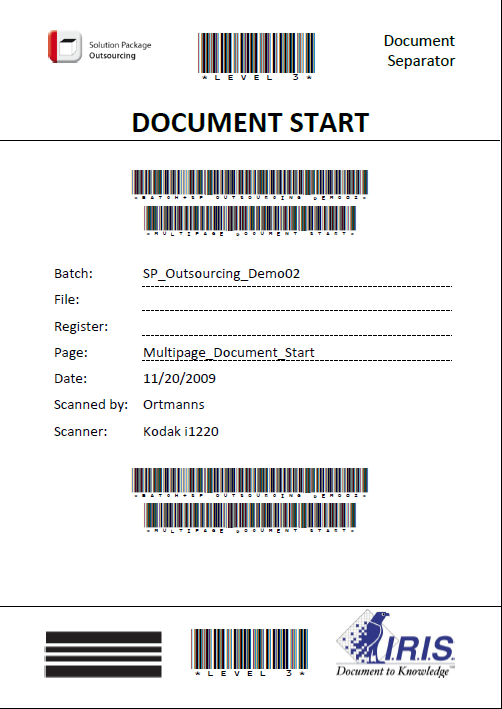 Solution Package
Outsourcing
Document
Separator
*LEVEL 3*
DOCUMENT START
*BATCH+SP OUTSOURCING DEMO02*
*MULTIPAGE DOCUMENT START*
Batch: SP_Outsourcing_Demo02
File:
Register:
Page: Multipage_Document_Start
Date: 11/20/2009
Scanned by: Ortmanns
Scanner: Kodak i1220
*BATCH+SP OUTSOURCING DEMO02*
*MULTIPAGE DOCUMENT START*
*LEVEL 3*
I.R.I.S.
Document to Knowledge™